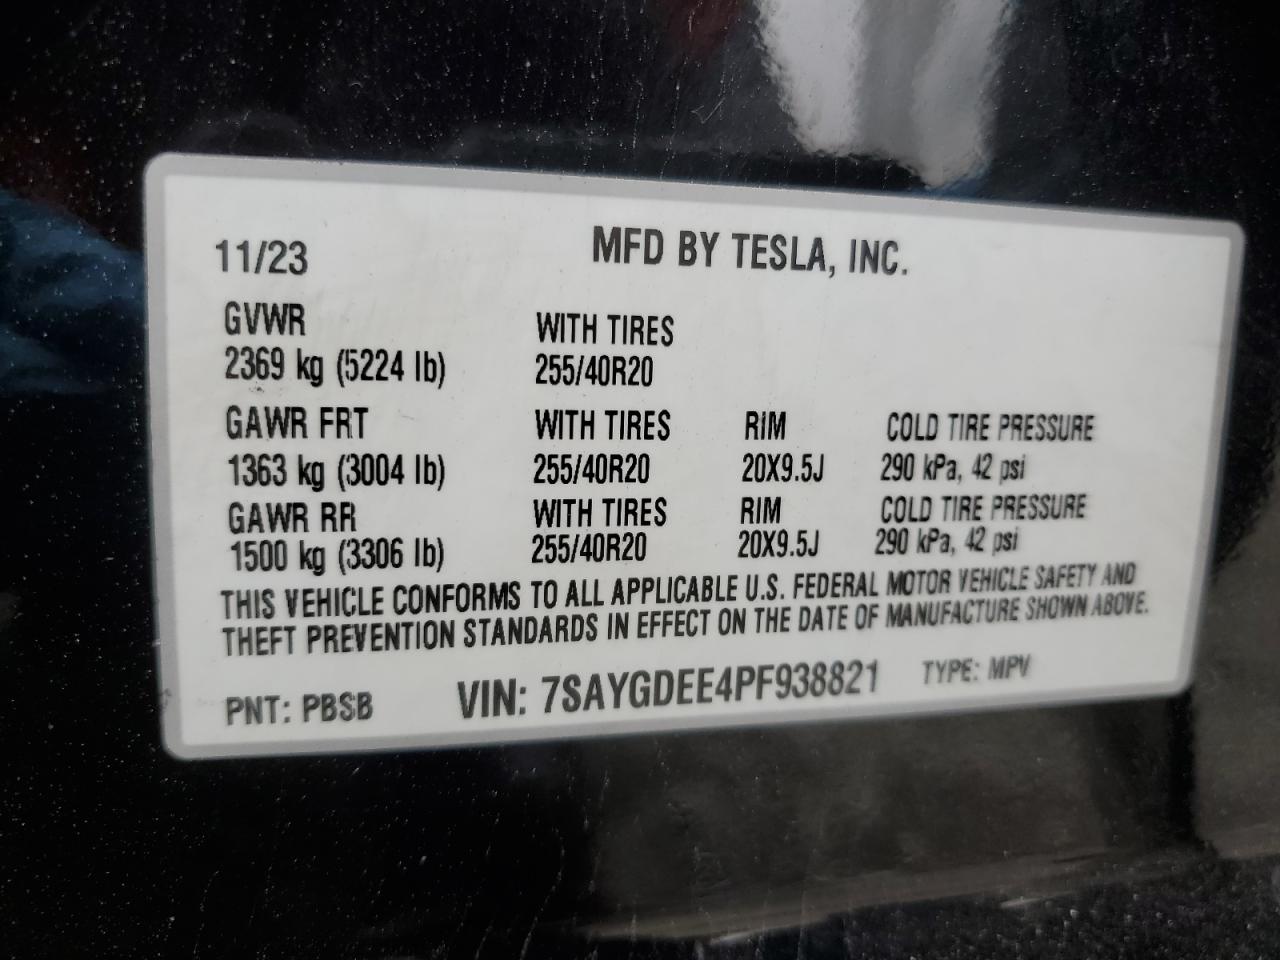 11/23 MFD BY TESLA, INC.
GVWR WITH TIRES
2369 kg (5224 lb) 255/40R20
GAWR FRT WITH TIRES RIM COLD TIRE PRESSURE
1363 kg (3004 lb) 255/40R20 20X9.5J 290 kPa, 42 psi
GAWR RR WITH TIRES RIM COLD TIRE PRESSURE
1500 kg (3306 lb) 255/40R20 20X9.5J 290 kPa, 42 psi
THIS VEHICLE CONFORMS TO ALL APPLICABLE U.S. FEDERAL MOTOR VEHICLE SAFETY AND
THEFT PREVENTION STANDARDS IN EFFECT ON THE DATE OF MANUFACTURE SHOWN ABOVE.
PNT: PBSB VIN: 7SAYGDEE4PF938821 TYPE: MPV